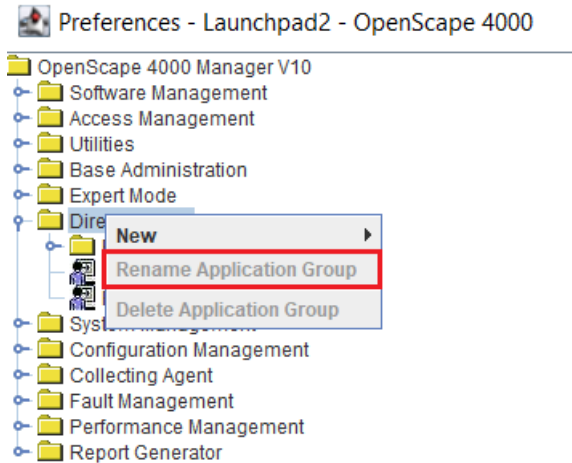 Preferences - Launchpad2 - OpenScape 4000
OpenScape 4000 Manager V10
Software Management
Access Management
Utilities
Base Administration
Expert Mode
Dire
New
Rename Application Group
Delete Application Group
Configuration Management
Collecting Agent
Fault Management
Performance Management
Report Generator